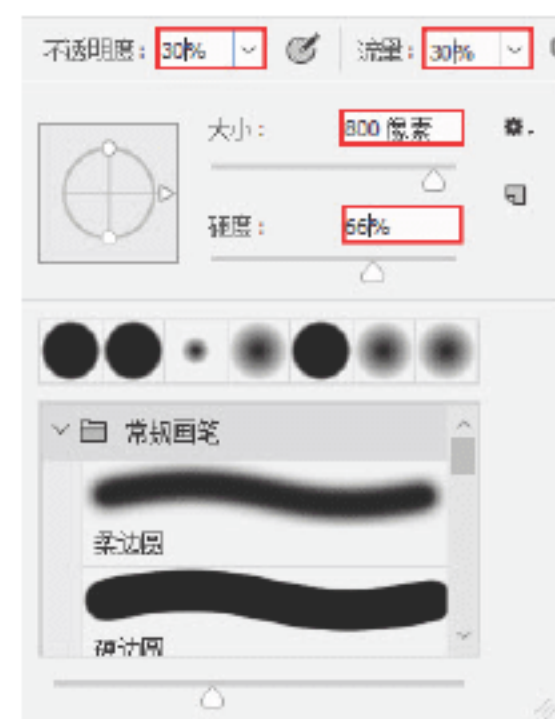 不透明度： 30% 流量： 30%
大小： 800 像素
硬度： 66%
常规画笔
柔边圆
硬边圆